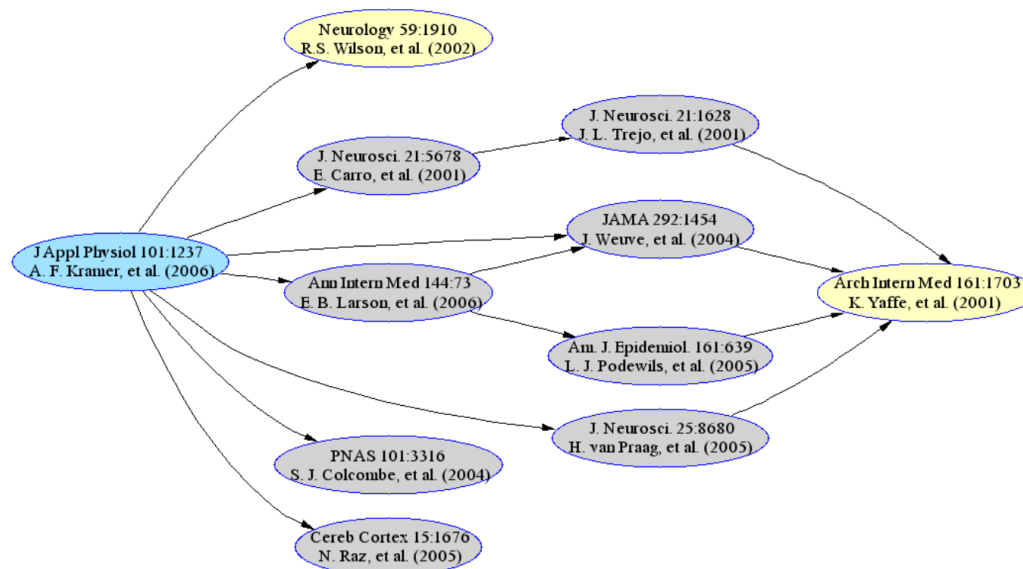 Neurology 59:1910
R.S. Wilson, et al. (2002)
J. Neurosci. 21:1628
J. L. Trejo, et al. (2001)
J. Neurosci. 21:5678
E. Carro, et al. (2001)
JAMA 292:1454
J. Weuve, et al. (2004)
J Appl Physiol 101:1237
A. F. Kramer, et al. (2006)
Ann Intern Med 144:73
E. B. Larson, et al. (2006)
Arch Intern Med 161:1703
K. Yaffe, et al. (2001)
Am. J. Epidemiol. 161:639
L. J. Podewils, et al. (2005)
J. Neurosci. 25:8680
H. van Praag, et al. (2005)
PNAS 101:3316
S. J. Colcombe, et al. (2004)
Cereb Cortex 15:1676
N. Raz, et al. (2005)